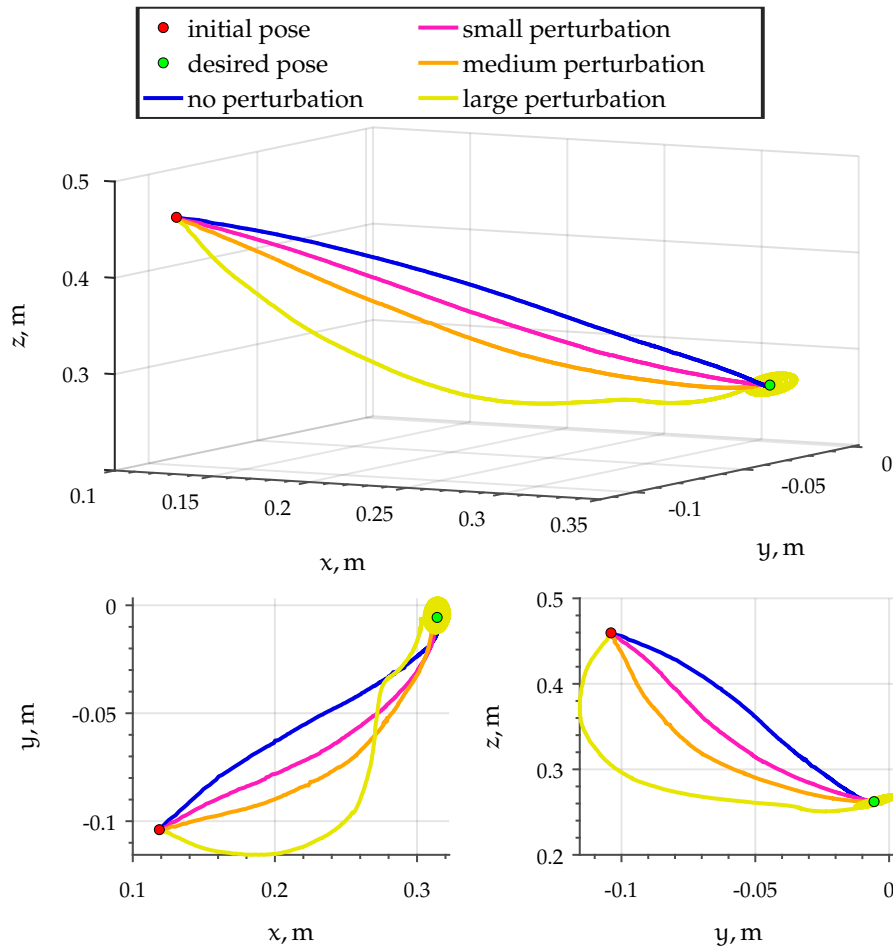 initial pose
small perturbation
desired pose
medium perturbation
no perturbation
large perturbation
0.5
0.4
0.3
z, m
0.1
0.15
0.2
0.25
0.3
0.35
x, m
-0.1
-0.05
0
y, m
0
-0.05
-0.1
y, m
0.1
0.2
0.3
x, m
0.5
0.4
0.3
0.2
z, m
-0.1
-0.05
0
y, m